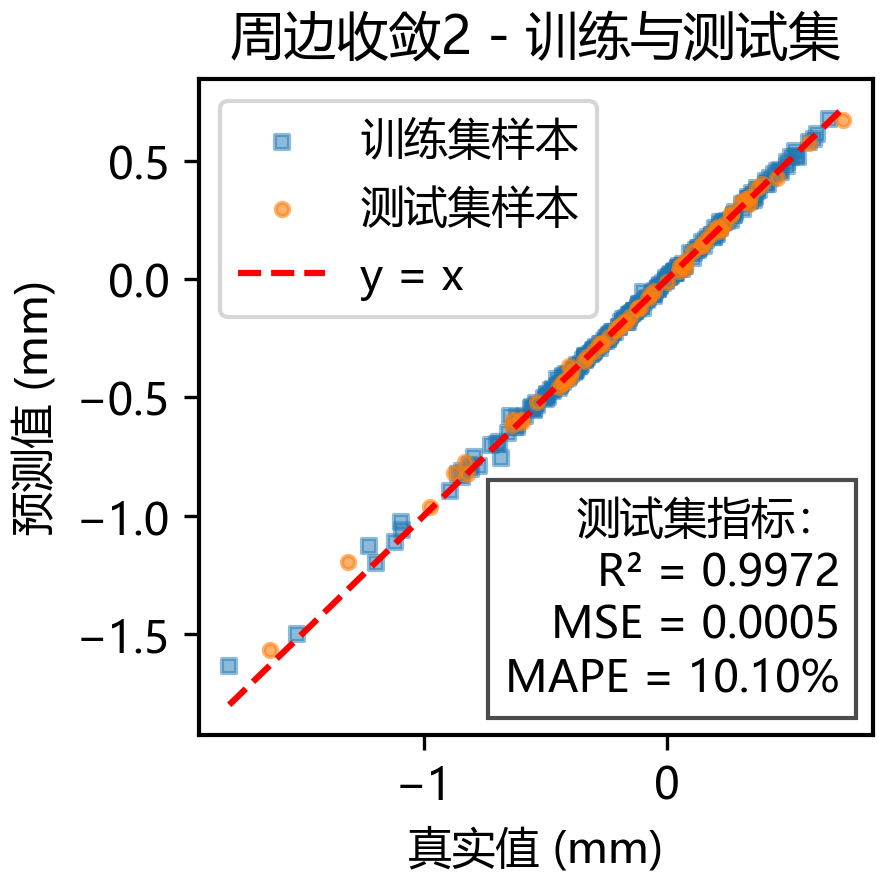 周边收敛2 - 训练与测试集
训练集样本
测试集样本
y = x
0.5
0.0
−0.5
−1.0
−1.5
预测值 (mm)
测试集指标：
R² = 0.9972
MSE = 0.0005
MAPE = 10.10%
−1
0
真实值 (mm)